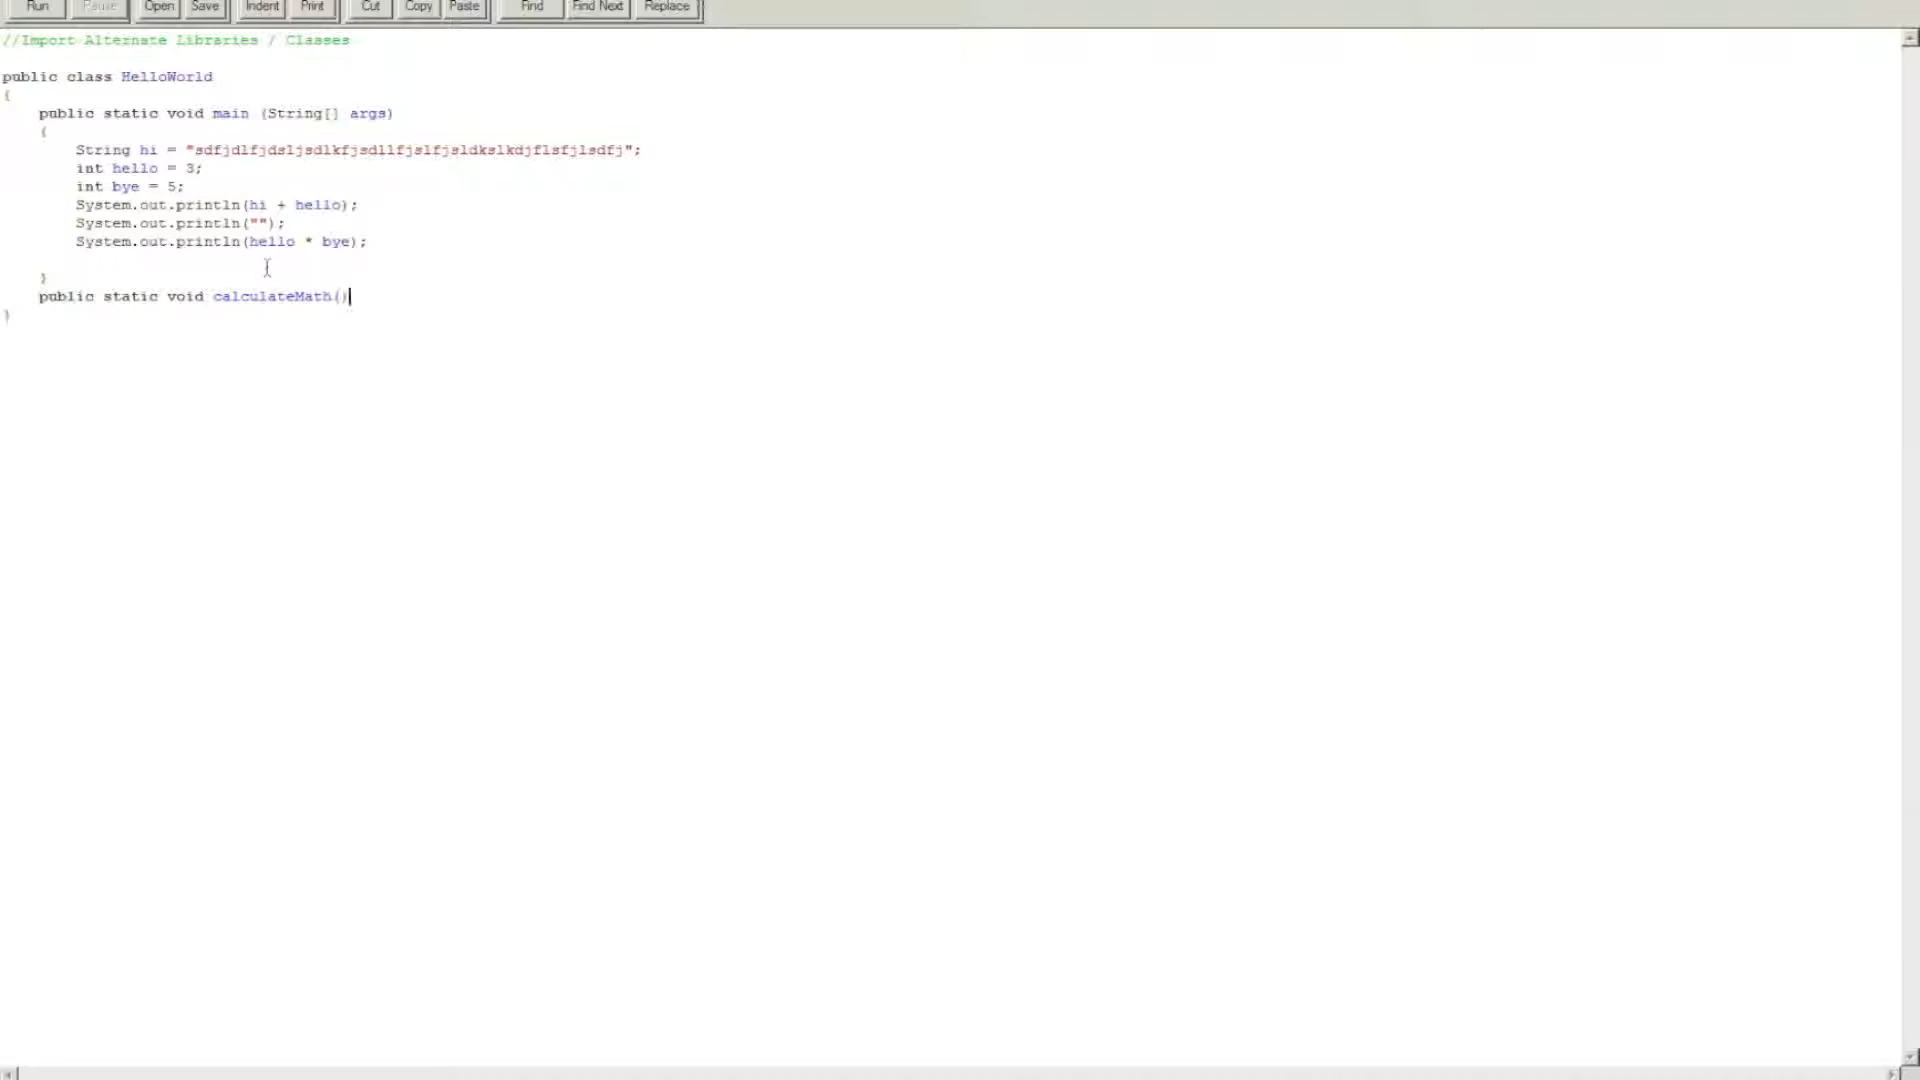 Run Pause Open Save Indent Print Cut Copy Paste Find Find Next Replace
//Import Alternate Libraries / Classes
public class HelloWorld
{
public static void main (String[] args)
{
String hi = "sdfjdlfjdsljsdlkfjsdllfjslfjsldkslkdjflsfjlsdfj";
int hello = 3;
int bye = 5;
System.out.println(hi + hello);
System.out.println("");
System.out.println(hello * bye);
}
public static void calculateMath()
}